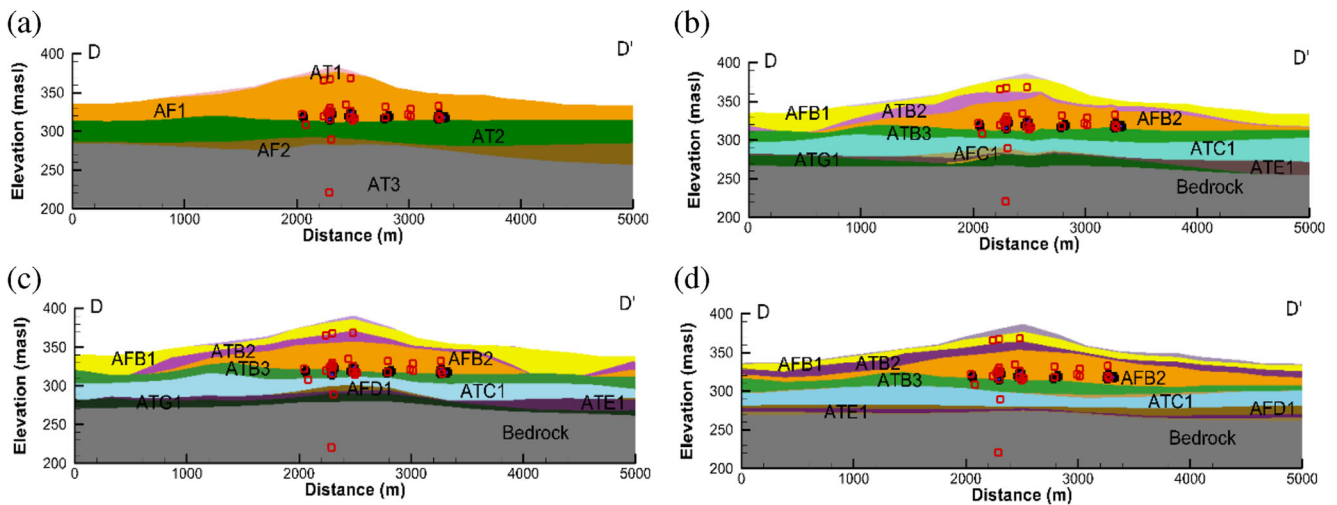 (a)
D
D'
400
350
300
250
200
Elevation (masl)
AT1
AF1
AT2
AF2
AT3
0
1000
2000
3000
4000
5000
Distance (m)
(b)
D
D'
400
350
300
250
200
Elevation (masl)
AFB1
ATB2
ATB3
AFB2
AFC1
ATC1
ATG1
ATE1
Bedrock
0
1000
2000
3000
4000
5000
Distance (m)
(c)
D
D'
400
350
300
250
200
Elevation (masl)
AFB1
ATB2
AFB2
ATB3
AFD1
ATC1
ATG1
ATE1
Bedrock
0
1000
2000
3000
4000
5000
Distance (m)
(d)
D
D'
400
350
300
250
200
Elevation (masl)
AFB1
ATB2
ATB3
AFB2
ATC1
ATE1
AFD1
Bedrock
0
1000
2000
3000
4000
5000
Distance (m)